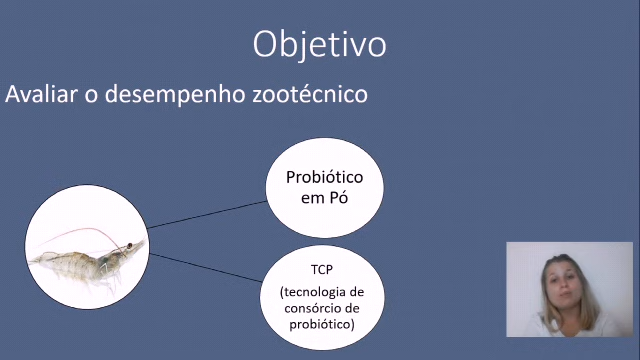 Objetivo
Avaliar o desempenho zootécnico
Probiótico
em Pó
TCP
(tecnologia de
consórcio de
probiótico)